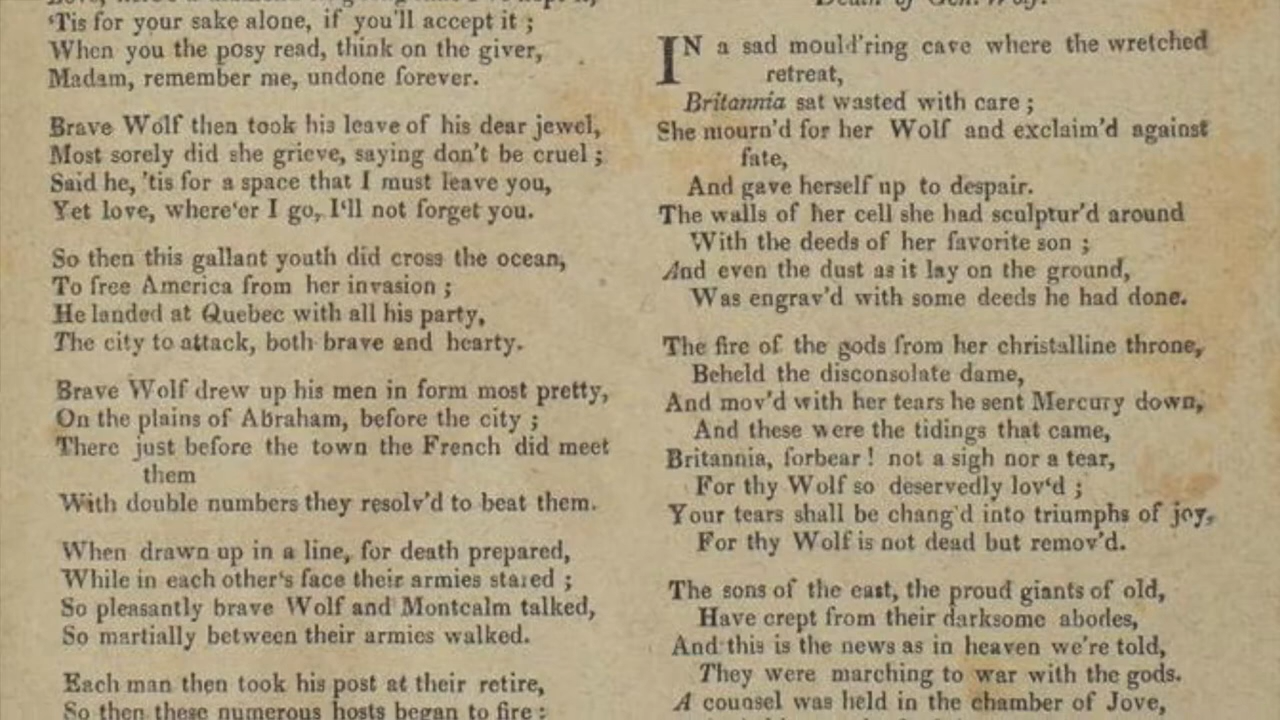 'Tis for your sake alone, if you'll accept it ;
When you the posy read, think on the giver,
Madam, remember me, undone forever.
Brave Wolf then took his leave of his dear jewel,
Most sorely did she grieve, saying don't be cruel ;
Said he, 'tis for a space that I must leave you,
Yet love, where'er I go, I'll not forget you.
So then this gallant youth did cross the ocean,
To free America from her invasion ;
He landed at Quebec with all his party,
The city to attack, both brave and hearty.
Brave Wolf drew up his men in form most pretty,
On the plains of Abraham, before the city ;
There just before the town the French did meet
them
With double numbers they resolv'd to beat them.
When drawn up in a line, for death prepared,
While in each other's face their armies stared ;
So pleasantly brave Wolf and Montcalm talked,
So martially between their armies walked.
Each man then took his post at their retire,
So then these numerous hosts began to fire :
Death of Gen. Wolf.
IN a sad mould'ring cave where the wretched
retreat,
Britannia sat wasted with care ;
She mourn'd for her Wolf and exclaim'd against
fate,
And gave herself up to despair.
The walls of her cell she had sculptur'd around
With the deeds of her favorite son ;
And even the dust as it lay on the ground,
Was engrav'd with some deeds he had done.
The fire of the gods from her christalline throne,
Beheld the disconsolate dame,
And mov'd with her tears he sent Mercury down,
And these were the tidings that came,
Britannia, forbear ! not a sigh nor a tear,
For thy Wolf so deservedly lov'd ;
Your tears shall be chang'd into triumphs of joy,
For thy Wolf is not dead but remov'd.
The sons of the east, the proud giants of old,
Have crept from their darksome abodes,
And this is the news as in heaven we're told,
They were marching to war with the gods.
A counsel was held in the chamber of Jove,